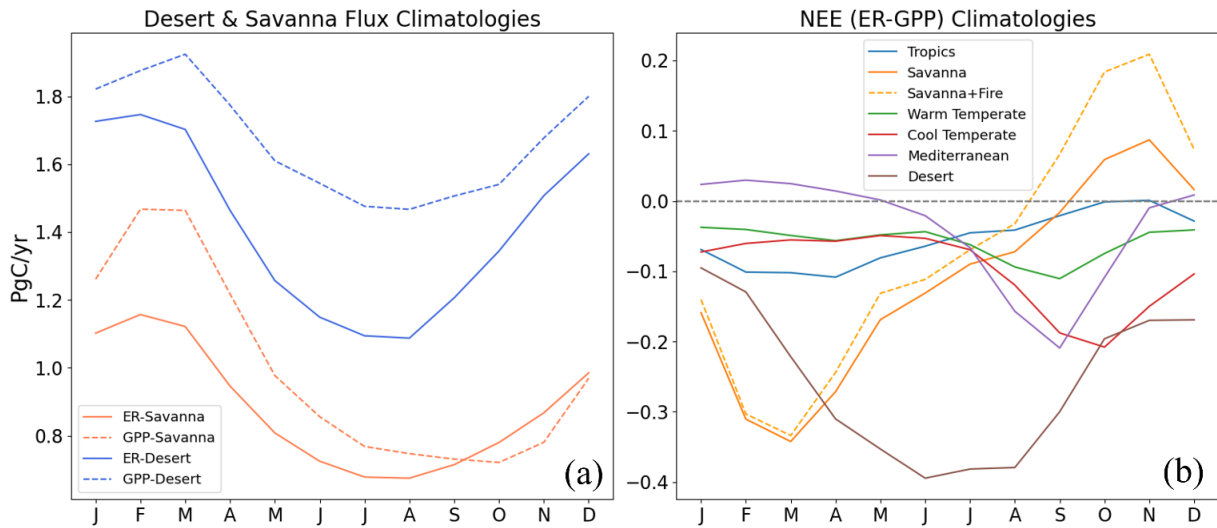 Desert & Savanna Flux Climatologies
PgC/yr
1.8
1.6
1.4
1.2
1.0
0.8
ER-Savanna
GPP-Savanna
ER-Desert
GPP-Desert
(a)
J F M A M J J A S O N D
NEE (ER-GPP) Climatologies
0.2
0.1
0.0
−0.1
−0.2
−0.3
−0.4
Tropics
Savanna
Savanna+Fire
Warm Temperate
Cool Temperate
Mediterranean
Desert
(b)
J F M A M J J A S O N D